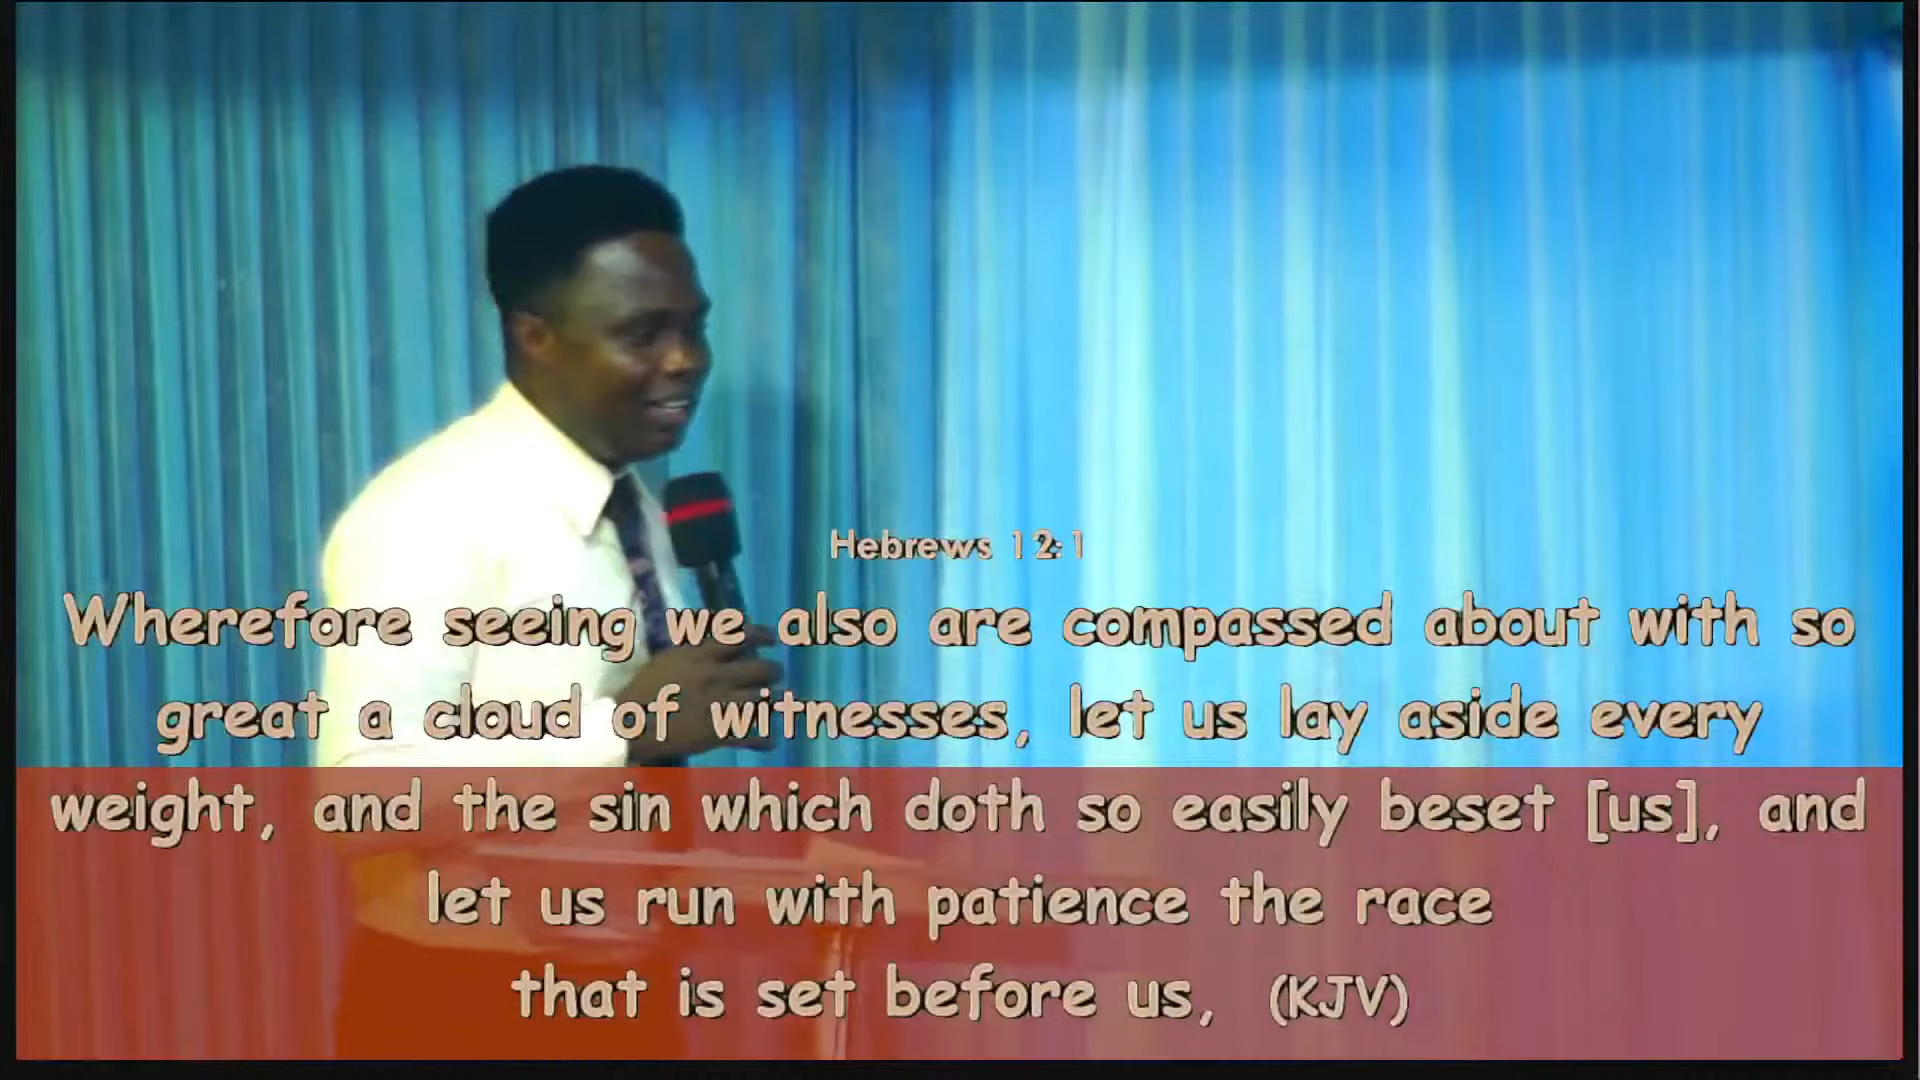 Hebrews 12:1
Wherefore seeing we also are compassed about with so
great a cloud of witnesses, let us lay aside every
weight, and the sin which doth so easily beset [us], and
let us run with patience the race
that is set before us, (KJV)